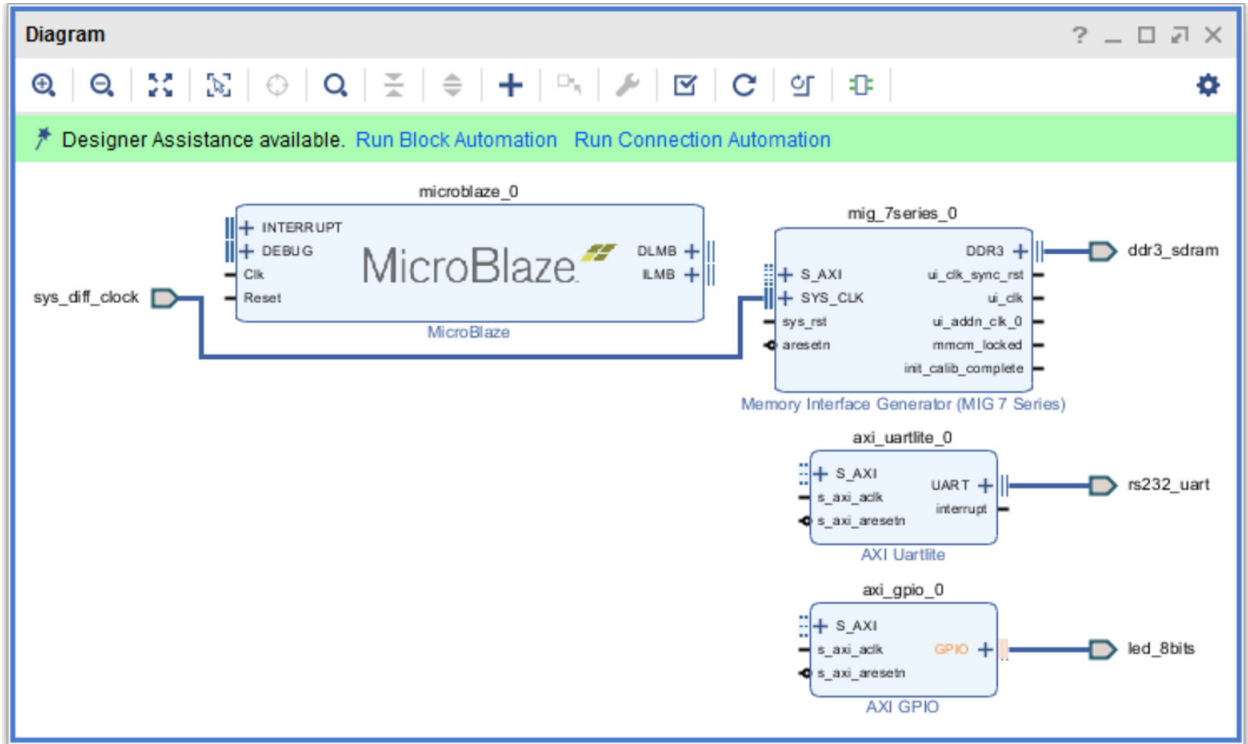 Diagram
Designer Assistance available. Run Block Automation Run Connection Automation
microblaze_0
INTERRUPT
DEBUG
Clk
Reset
MicroBlaze
DLMB
ILMB
MicroBlaze
sys_diff_clock
mig_7series_0
S_AXI
SYS_CLK
sys_rst
aresetn
DDR3
ui_clk_sync_rst
ui_clk
ui_addn_clk_0
mmcm_locked
init_calib_complete
Memory Interface Generator (MIG 7 Series)
ddr3_sdram
axi_uartlite_0
S_AXI
s_axi_aclk
s_axi_aresetn
UART
interrupt
AXI Uartlite
rs232_uart
axi_gpio_0
S_AXI
s_axi_aclk
s_axi_aresetn
GPIO
AXI GPIO
led_8bits